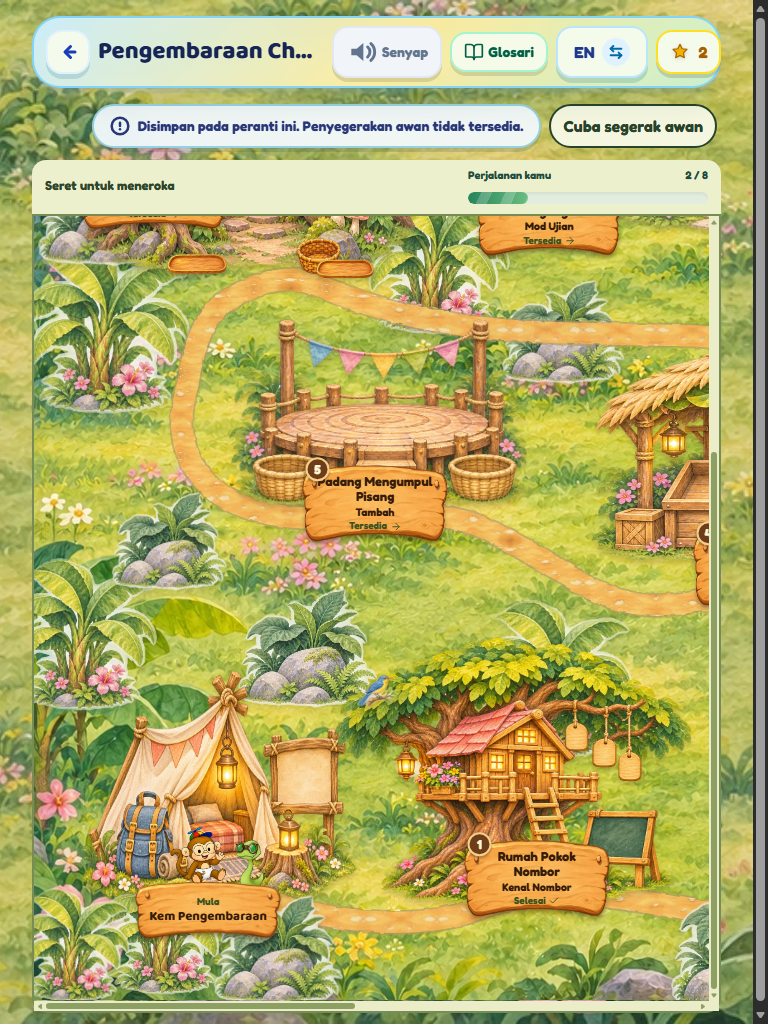 Pengembaraan Ch...
Senyap
Glosari
EN
2
Disimpan pada peranti ini. Penyegerakan awan tidak tersedia.
Cuba segerak awan
Seret untuk meneroka
Perjalanan kamu
2 / 8
Mod Ujian
Tersedia →
5
Padang Mengumpul
Pisang
Tambah
Tersedia →
1
Rumah Pokok
Nombor
Kenal Nombor
Selesai ✓
Mula
Kem Pengembaraan